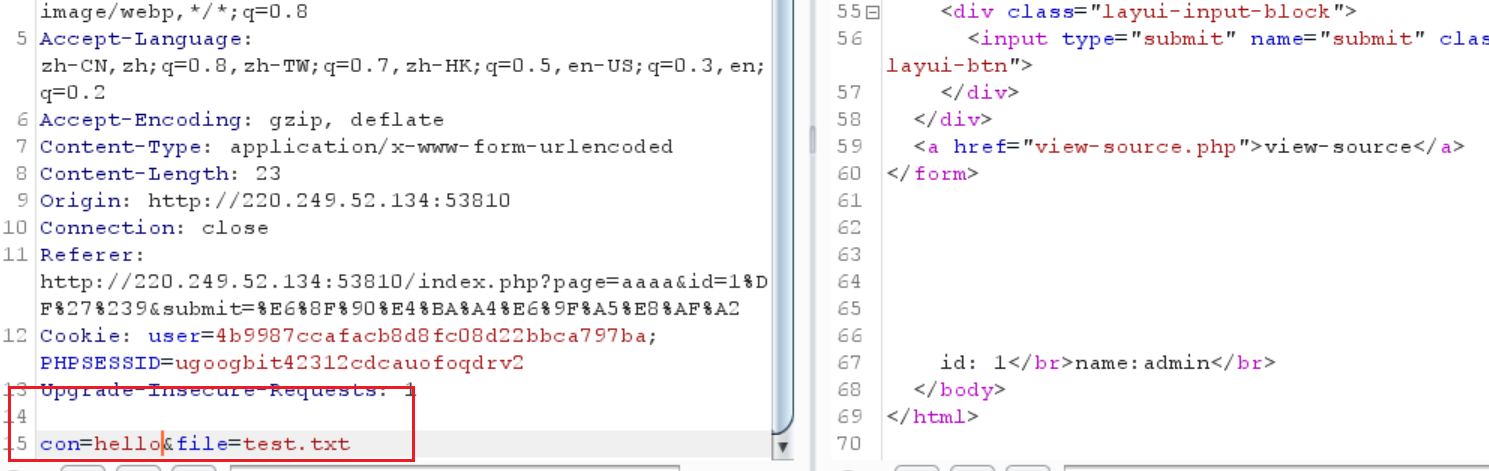 image/webp,*/*;q=0.8
5 Accept-Language:
zh-CN,zh;q=0.8,zh-TW;q=0.7,zh-HK;q=0.5,en-US;q=0.3,en;
q=0.2
6 Accept-Encoding: gzip, deflate
7 Content-Type: application/x-www-form-urlencoded
8 Content-Length: 23
9 Origin: http://220.249.52.134:53810
10 Connection: close
11 Referer:
http://220.249.52.134:53810/index.php?page=aaaa&id=1%D
F%27%239&submit=%E6%8F%90%E4%BA%A4%E6%9F%A5%E8%AF%A2
12 Cookie: user=4b9987ccafacb8d8fc08d22bbca797ba;
PHPSESSID=ugoogbit42312cdcauofoqdrv2
13 Upgrade-Insecure-Requests: 1
14
15 con=hello&file=test.txt
55 <div class="layui-input-block">
56 <input type="submit" name="submit" clas
layui-btn">
57 </div>
58 </div>
59 <a href="view-source.php">view-source</a>
60 </form>
61
62
63
64
65
66
67 id: 1</br>name:admin</br>
68 </body>
69 </html>
70